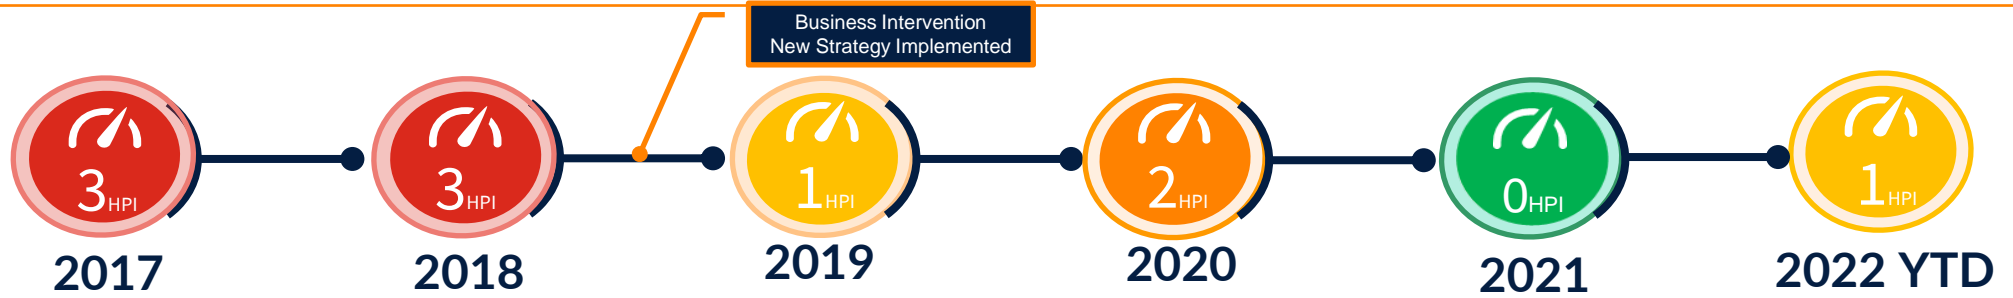 Business Intervention
New Strategy Implemented
3HPI
3HPI
1HPI
2HPI
0HPI
1HPI
2017
2018
2019
2020
2021
2022 YTD